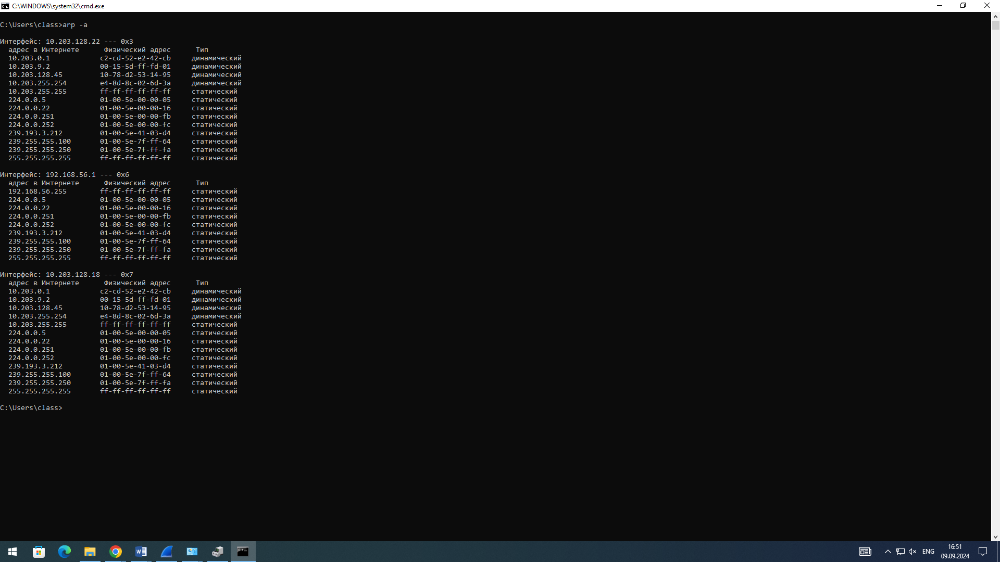 C:\WINDOWS\system32\cmd.exe
C:\Users\class>arp -a
Интерфейс: 10.203.128.22 --- 0x3
адрес в Интернете Физический адрес Тип
10.203.0.1 c2-cd-52-e2-42-cb динамический
10.203.9.2 00-15-5d-ff-fd-01 динамический
10.203.128.45 10-78-d2-53-14-95 динамический
10.203.255.254 e4-8d-8c-02-6d-3a динамический
10.203.255.255 ff-ff-ff-ff-ff-ff статический
224.0.0.5 01-00-5e-00-00-05 статический
224.0.0.22 01-00-5e-00-00-16 статический
224.0.0.251 01-00-5e-00-00-fb статический
224.0.0.252 01-00-5e-00-00-fc статический
239.193.3.212 01-00-5e-41-03-d4 статический
239.255.255.100 01-00-5e-7f-ff-64 статический
239.255.255.250 01-00-5e-7f-ff-fa статический
255.255.255.255 ff-ff-ff-ff-ff-ff статический
Интерфейс: 192.168.56.1 --- 0x6
адрес в Интернете Физический адрес Тип
192.168.56.255 ff-ff-ff-ff-ff-ff статический
224.0.0.5 01-00-5e-00-00-05 статический
224.0.0.22 01-00-5e-00-00-16 статический
224.0.0.251 01-00-5e-00-00-fb статический
224.0.0.252 01-00-5e-00-00-fc статический
239.193.3.212 01-00-5e-41-03-d4 статический
239.255.255.100 01-00-5e-7f-ff-64 статический
239.255.255.250 01-00-5e-7f-ff-fa статический
255.255.255.255 ff-ff-ff-ff-ff-ff статический
Интерфейс: 10.203.128.18 --- 0x7
адрес в Интернете Физический адрес Тип
10.203.0.1 c2-cd-52-e2-42-cb динамический
10.203.9.2 00-15-5d-ff-fd-01 динамический
10.203.128.45 10-78-d2-53-14-95 динамический
10.203.255.254 e4-8d-8c-02-6d-3a динамический
10.203.255.255 ff-ff-ff-ff-ff-ff статический
224.0.0.5 01-00-5e-00-00-05 статический
224.0.0.22 01-00-5e-00-00-16 статический
224.0.0.251 01-00-5e-00-00-fb статический
224.0.0.252 01-00-5e-00-00-fc статический
239.193.3.212 01-00-5e-41-03-d4 статический
239.255.255.100 01-00-5e-7f-ff-64 статический
239.255.255.250 01-00-5e-7f-ff-fa статический
255.255.255.255 ff-ff-ff-ff-ff-ff статический
C:\Users\class>
ENG
16:51
09.09.2024